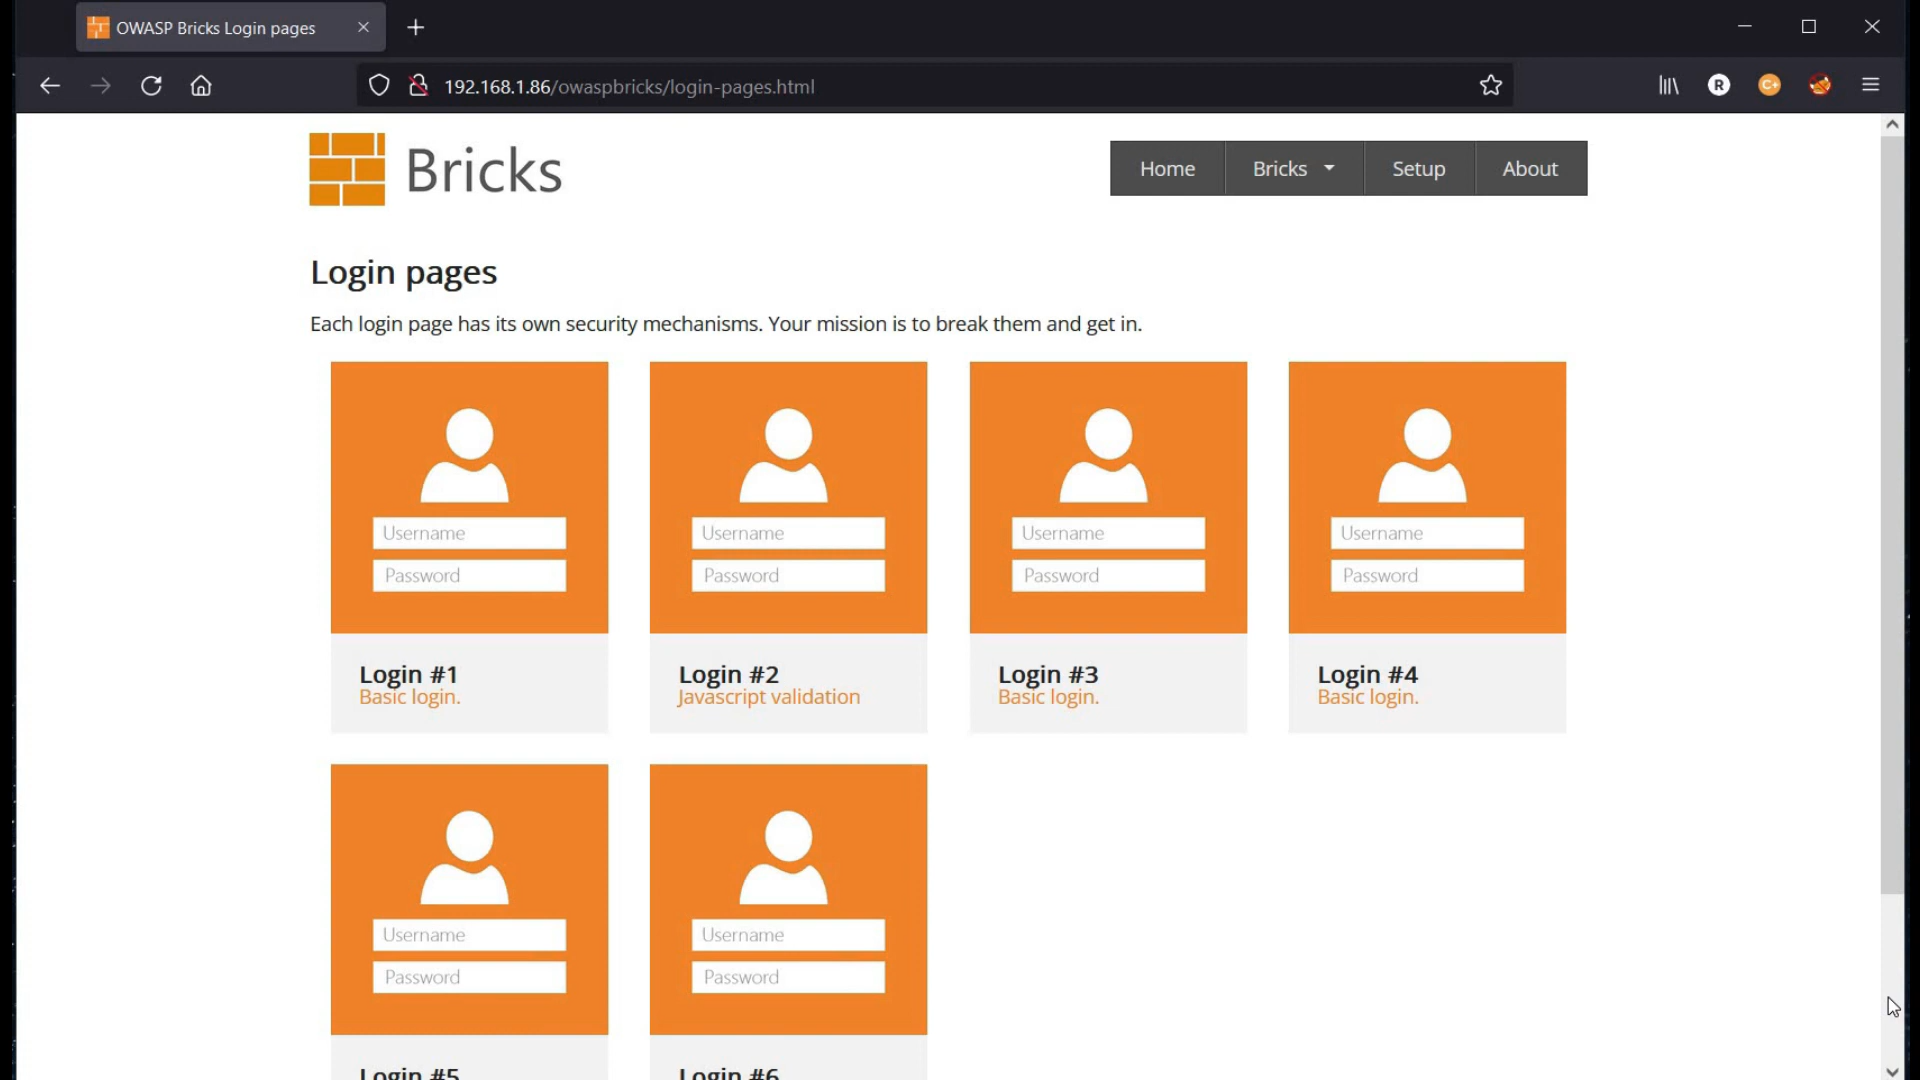 OWASP Bricks Login pages
192.168.1.86/owaspbricks/login-pages.html
R
C+
Bricks
Home
Bricks
Setup
About
Login pages
Each login page has its own security mechanisms. Your mission is to break them and get in.
Username
Username
Username
Username
Password
Password
Password
Password
Login #1
Login #2
Login #3
Login #4
Basic login.
Javascript validation
Basic login.
Basic login.
Username
Username
Password
Password
Login #5
Login #6